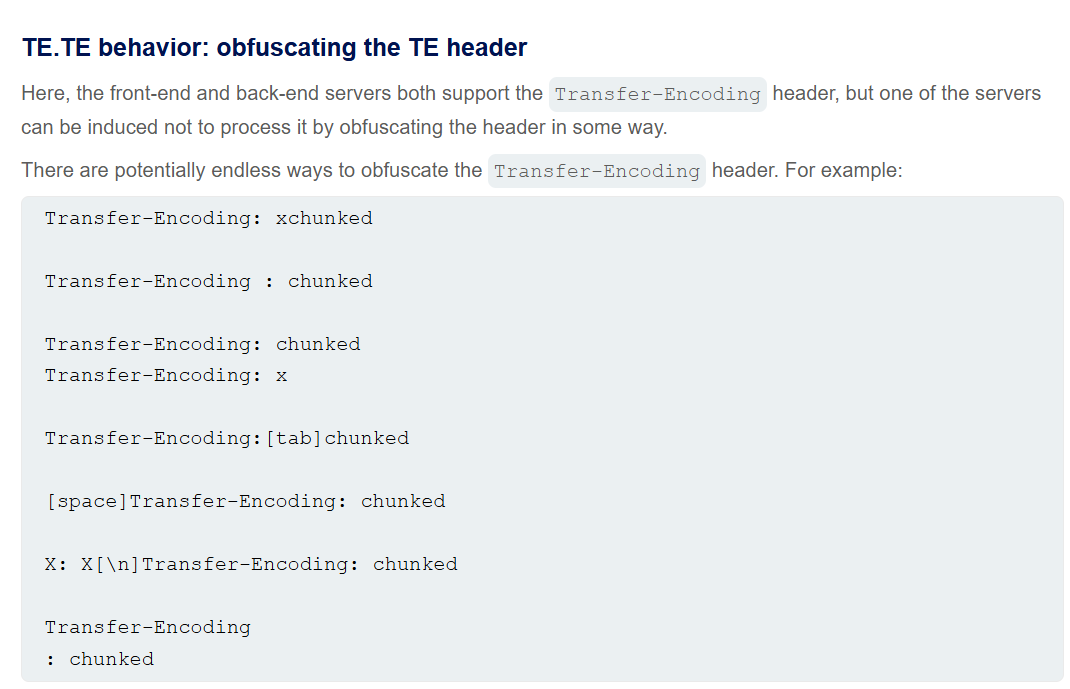 TE.TE behavior: obfuscating the TE header
Here, the front-end and back-end servers both support the Transfer-Encoding header, but one of the servers
can be induced not to process it by obfuscating the header in some way.
There are potentially endless ways to obfuscate the Transfer-Encoding header. For example:
Transfer-Encoding: xchunked
Transfer-Encoding : chunked
Transfer-Encoding: chunked
Transfer-Encoding: x
Transfer-Encoding:[tab]chunked
[space]Transfer-Encoding: chunked
X: X[\n]Transfer-Encoding: chunked
Transfer-Encoding
: chunked